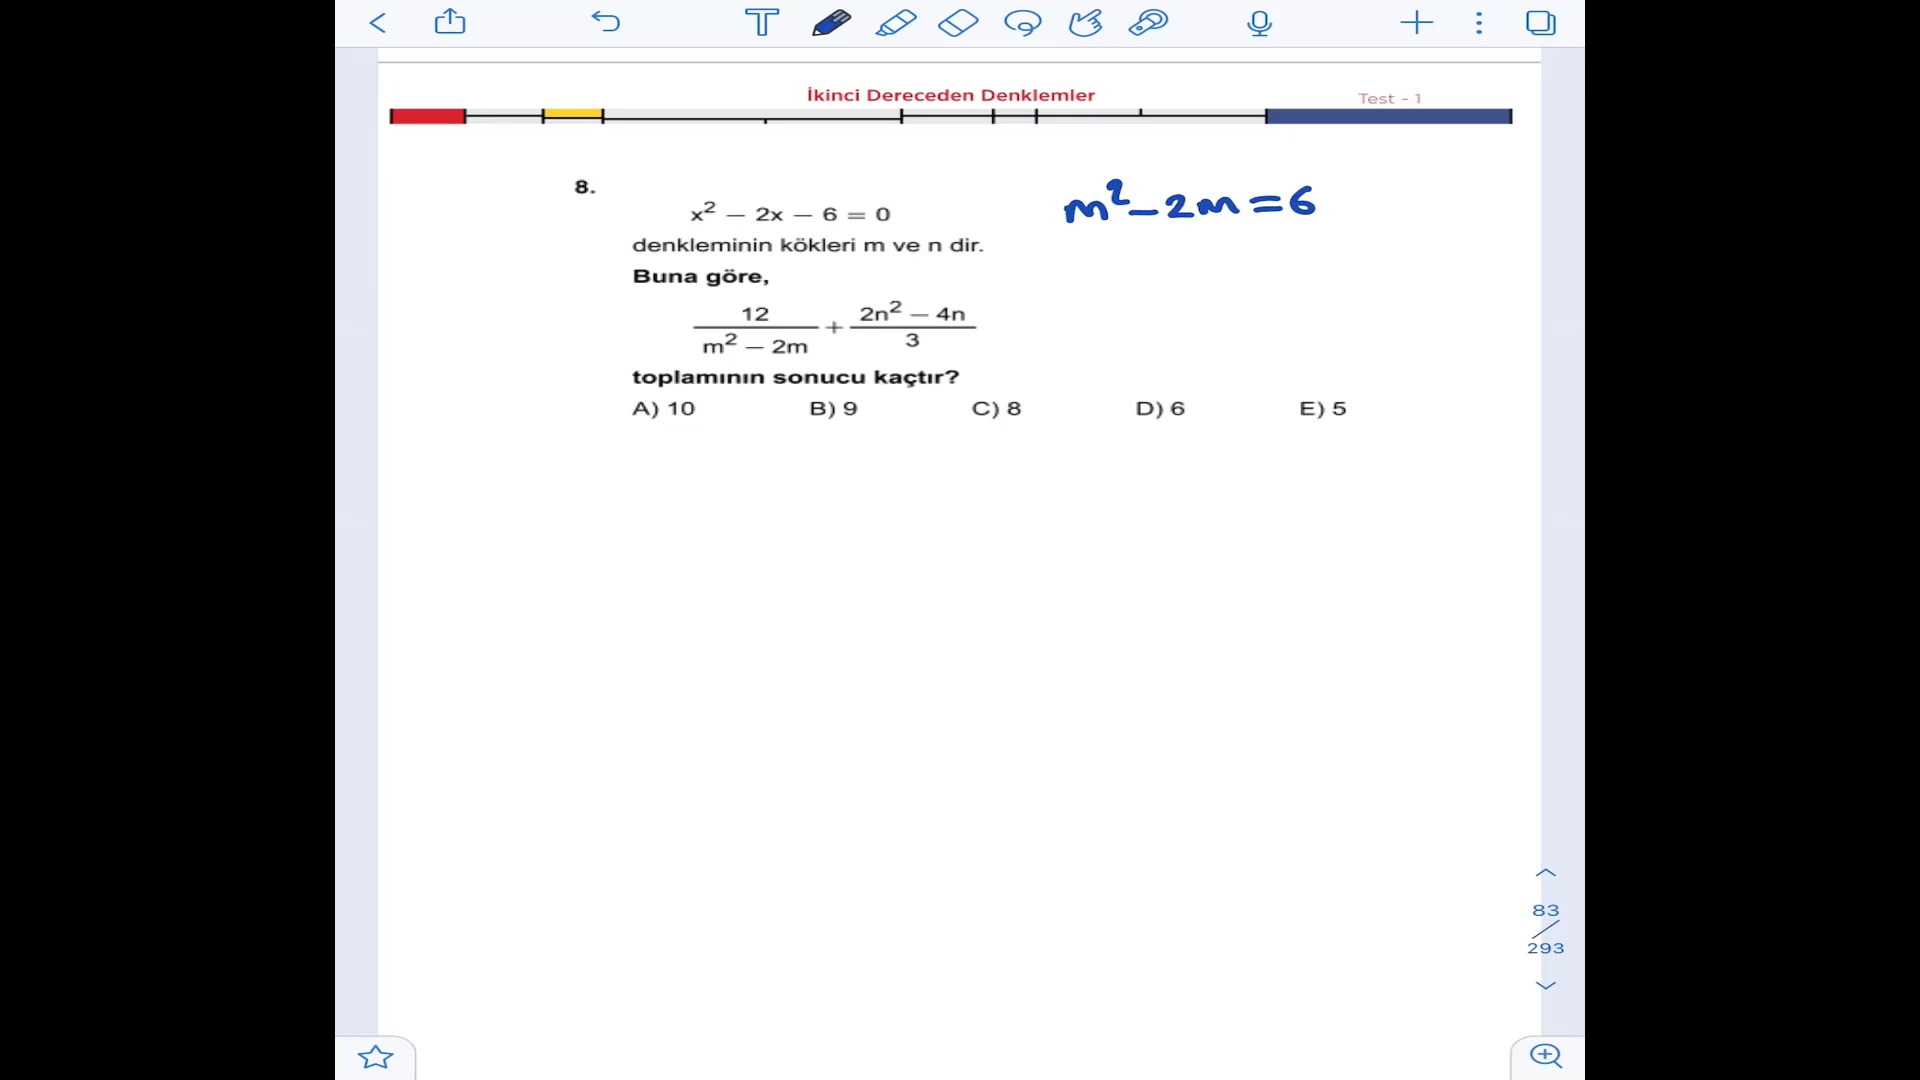 İkinci Dereceden Denklemler
Test - 1
8.
x² − 2x − 6 = 0
m² − 2m = 6
denkleminin kökleri m ve n dir.
Buna göre,
12 / (m² − 2m) + (2n² − 4n) / 3
toplamının sonucu kaçtır?
A) 10 B) 9 C) 8 D) 6 E) 5
83
/
293